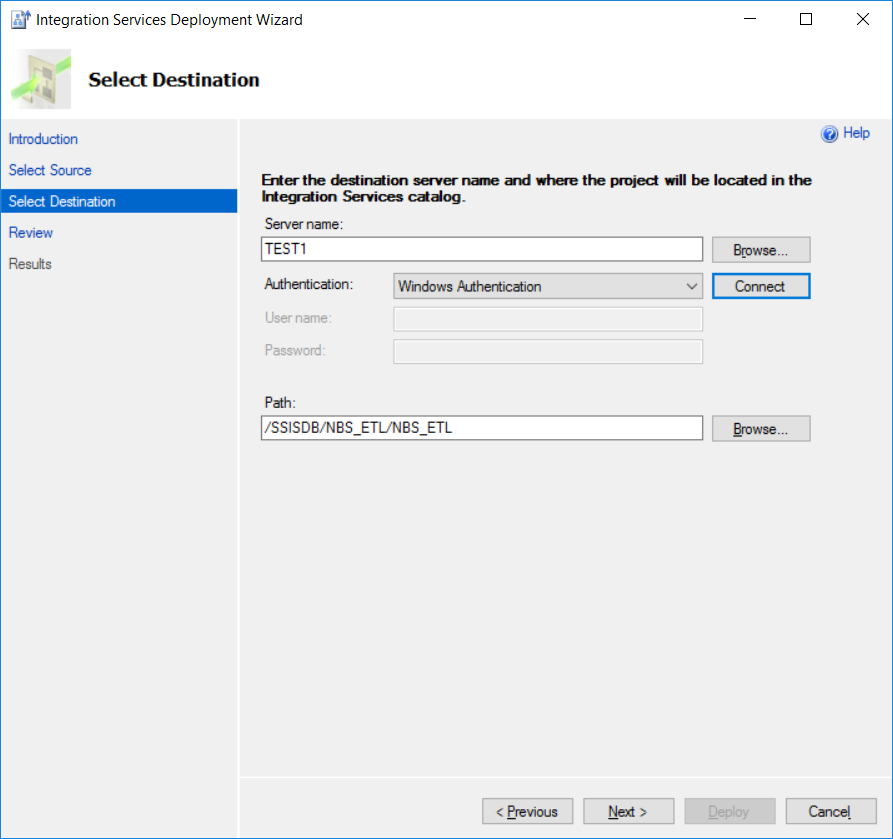 Integration Services Deployment Wizard
Select Destination
Introduction
Select Source
Select Destination
Review
Results
Help
Enter the destination server name and where the project will be located in the
Integration Services catalog.
Server name:
TEST1
Browse...
Authentication:
Windows Authentication
Connect
User name:
Password:
Path:
/SSISDB/NBS_ETL/NBS_ETL
Browse...
< Previous
Next >
Deploy
Cancel